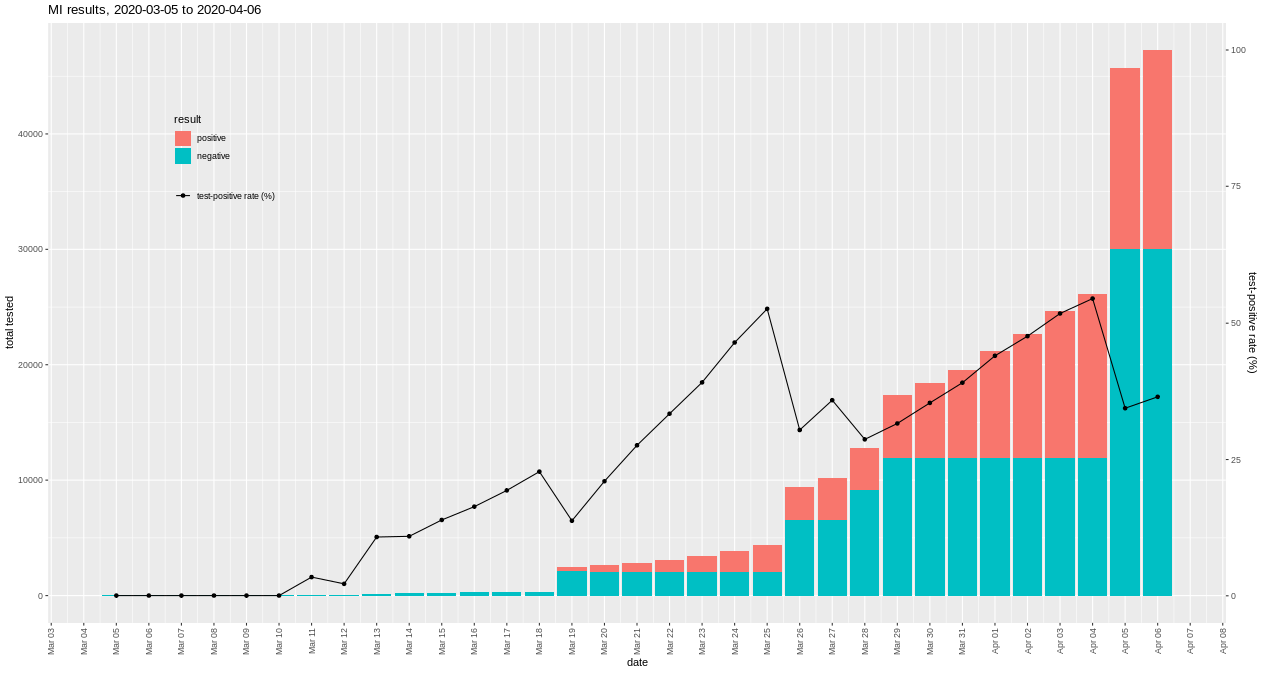 MI results, 2020-03-05 to 2020-04-06
result
positive
negative
test-positive rate (%)
total tested
40000
30000
20000
10000
0
100
75
50
25
0
test-positive rate (%)
Mar 03
Mar 04
Mar 05
Mar 06
Mar 07
Mar 08
Mar 09
Mar 10
Mar 11
Mar 12
Mar 13
Mar 14
Mar 15
Mar 16
Mar 17
Mar 18
Mar 19
Mar 20
Mar 21
Mar 22
Mar 23
Mar 24
Mar 25
Mar 26
Mar 27
Mar 28
Mar 29
Mar 30
Mar 31
Apr 01
Apr 02
Apr 03
Apr 04
Apr 05
Apr 06
Apr 07
Apr 08
date